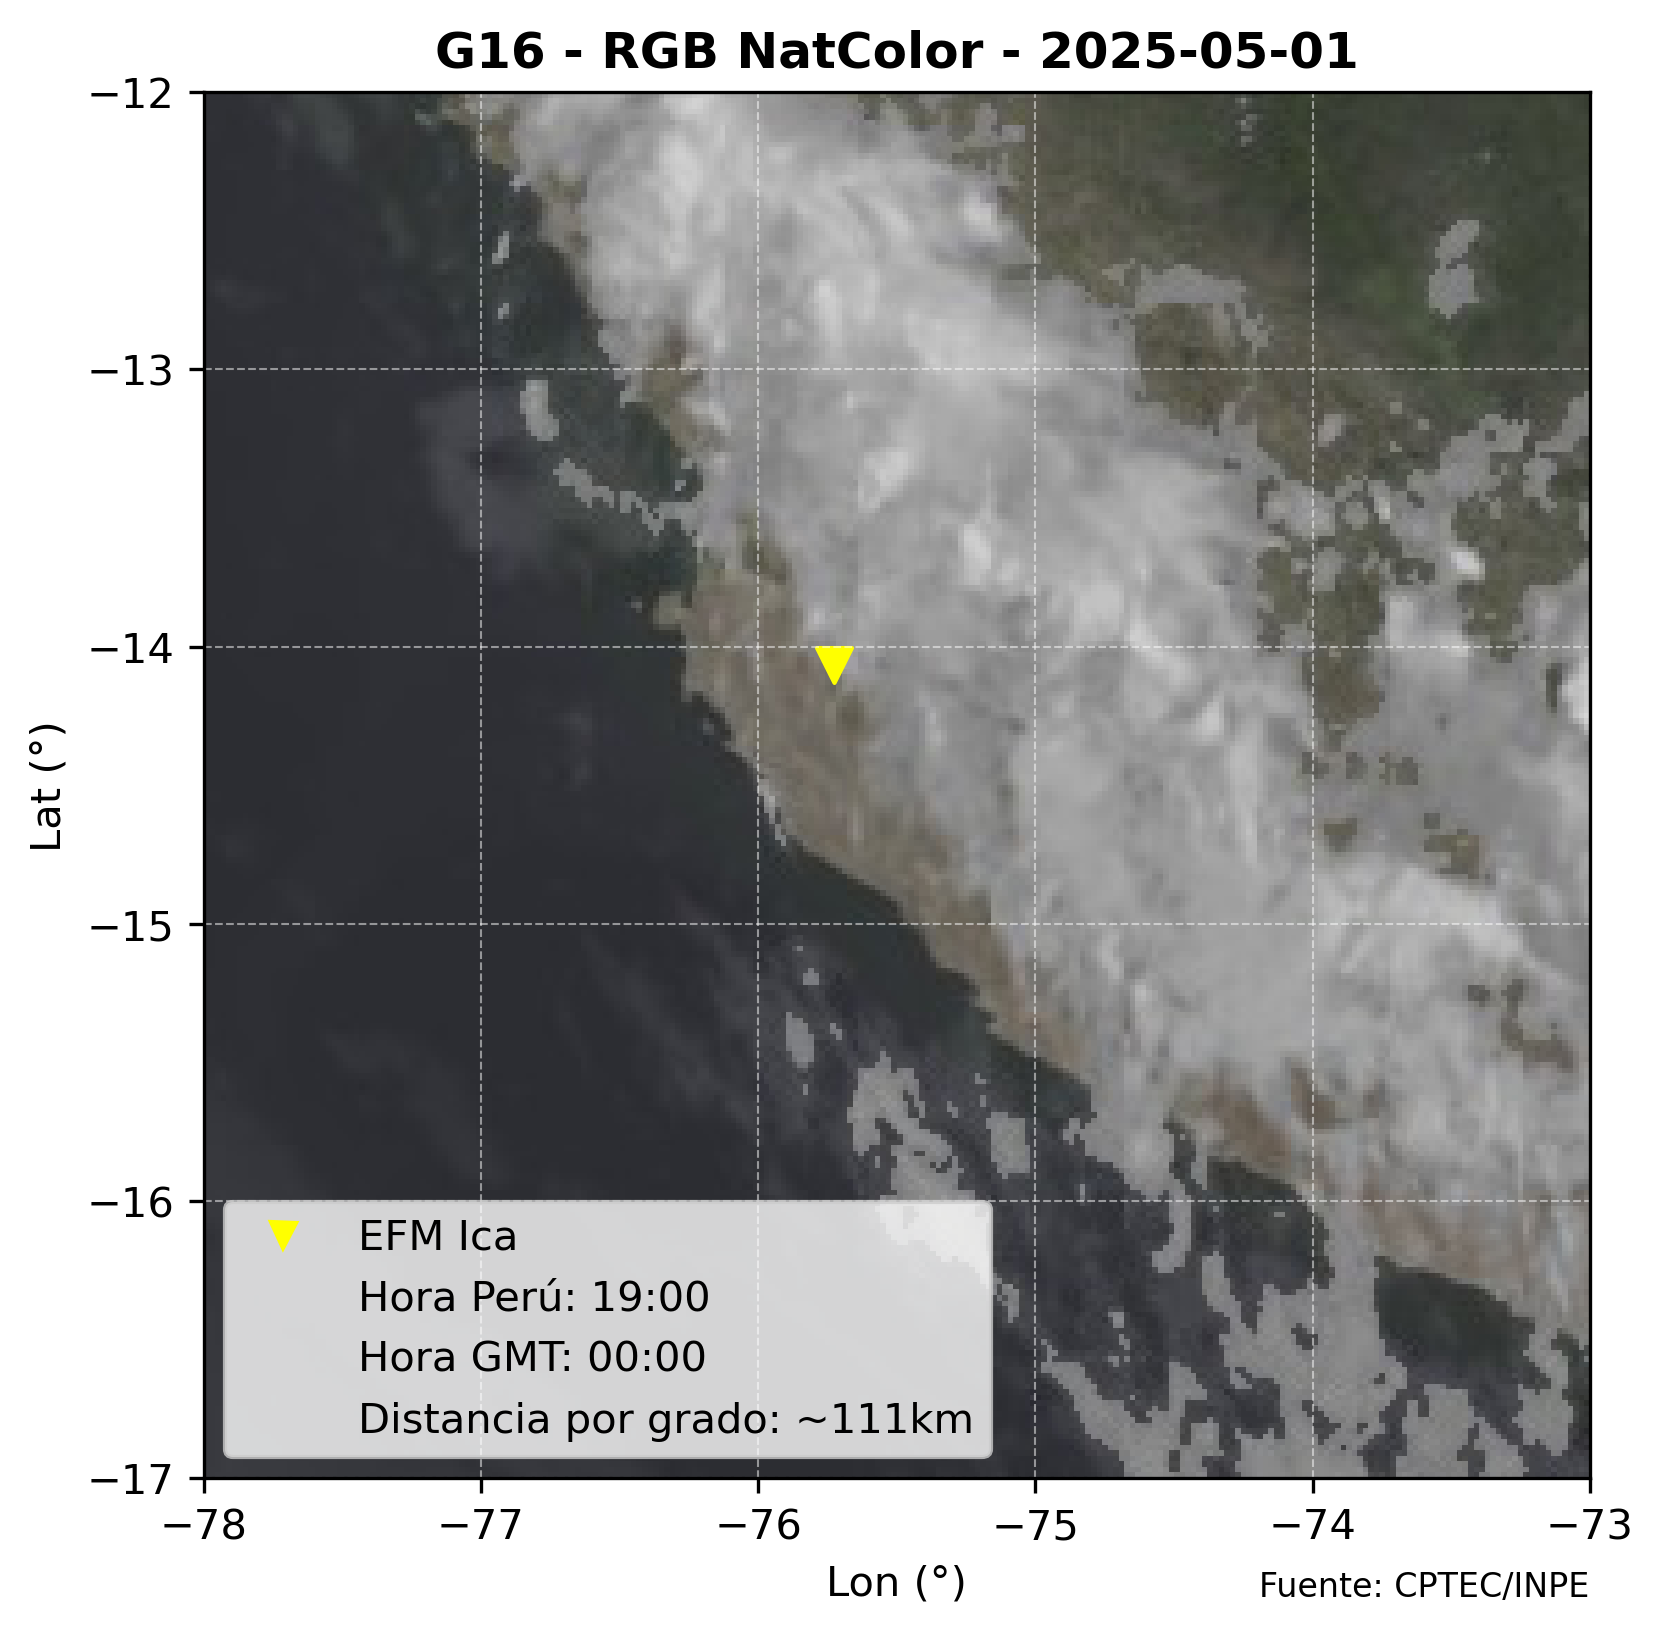 G16 - RGB NatColor - 2025-05-01
−12
−13
−14
−15
−16
−17
Lat (°)
EFM Ica
Hora Perú: 19:00
Hora GMT: 00:00
Distancia por grado: ~111km
−78 −77 −76 −75 −74 −73
Lon (°)
Fuente: CPTEC/INPE